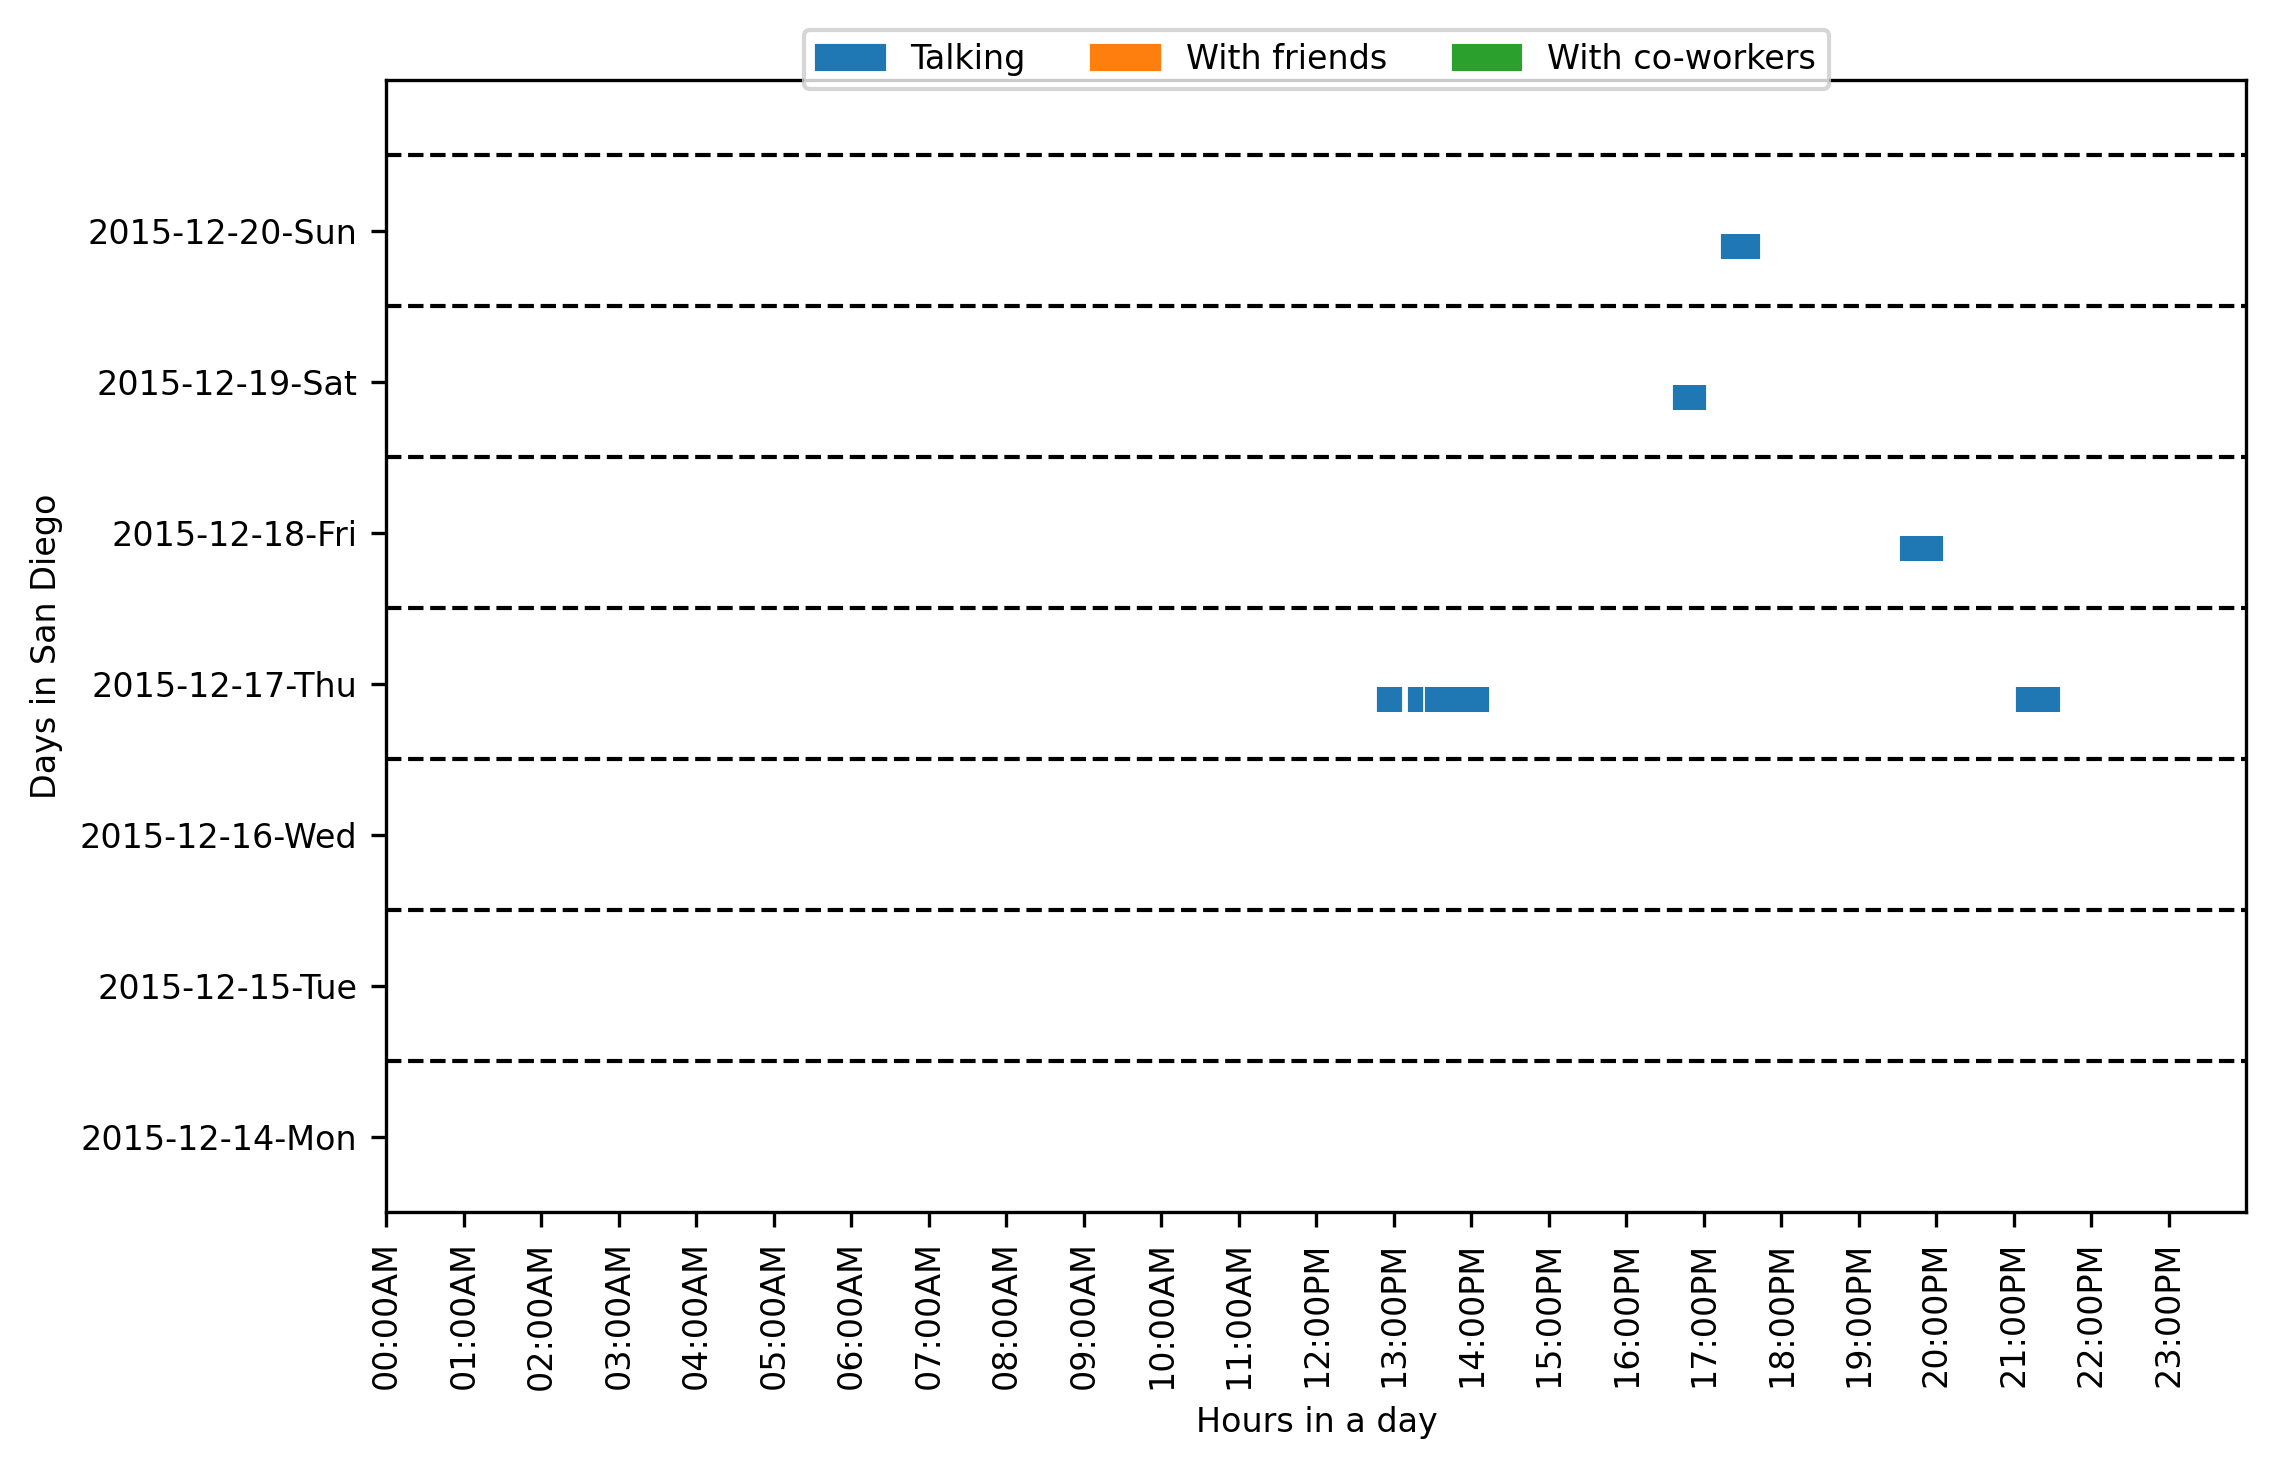 Talking With friends With co-workers
2015-12-20-Sun
2015-12-19-Sat
2015-12-18-Fri
2015-12-17-Thu
2015-12-16-Wed
2015-12-15-Tue
2015-12-14-Mon
Days in San Diego
00:00AM 01:00AM 02:00AM 03:00AM 04:00AM 05:00AM 06:00AM 07:00AM 08:00AM 09:00AM 10:00AM 11:00AM 12:00PM 13:00PM 14:00PM 15:00PM 16:00PM 17:00PM 18:00PM 19:00PM 20:00PM 21:00PM 22:00PM 23:00PM
Hours in a day